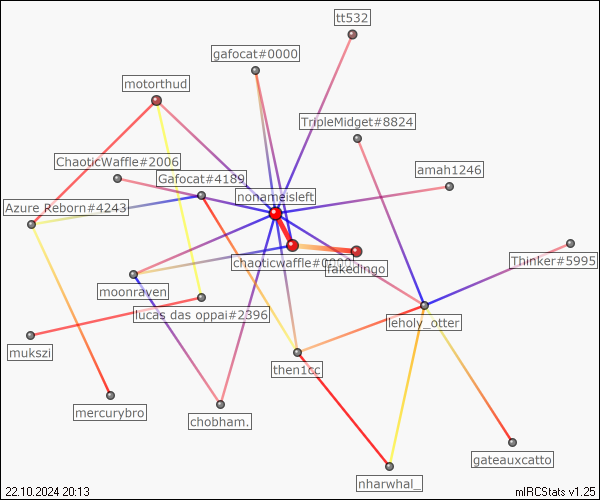 tt532
gafocat#0000
motorthud
TripleMidget#8824
ChaoticWaffle#2006
amah1246
Gafocat#4189
nonameisleft
Azure Reborn#4243
Thinker#5995
chaoticwaffle#0000
fakedingo
moonraven
lucas das oppai#2396
leholy_otter
mukszi
then1cc
mercurybro
chobham.
gateauxcatto
nharwhal_
22.10.2024 20:13
mIRCStats v1.25